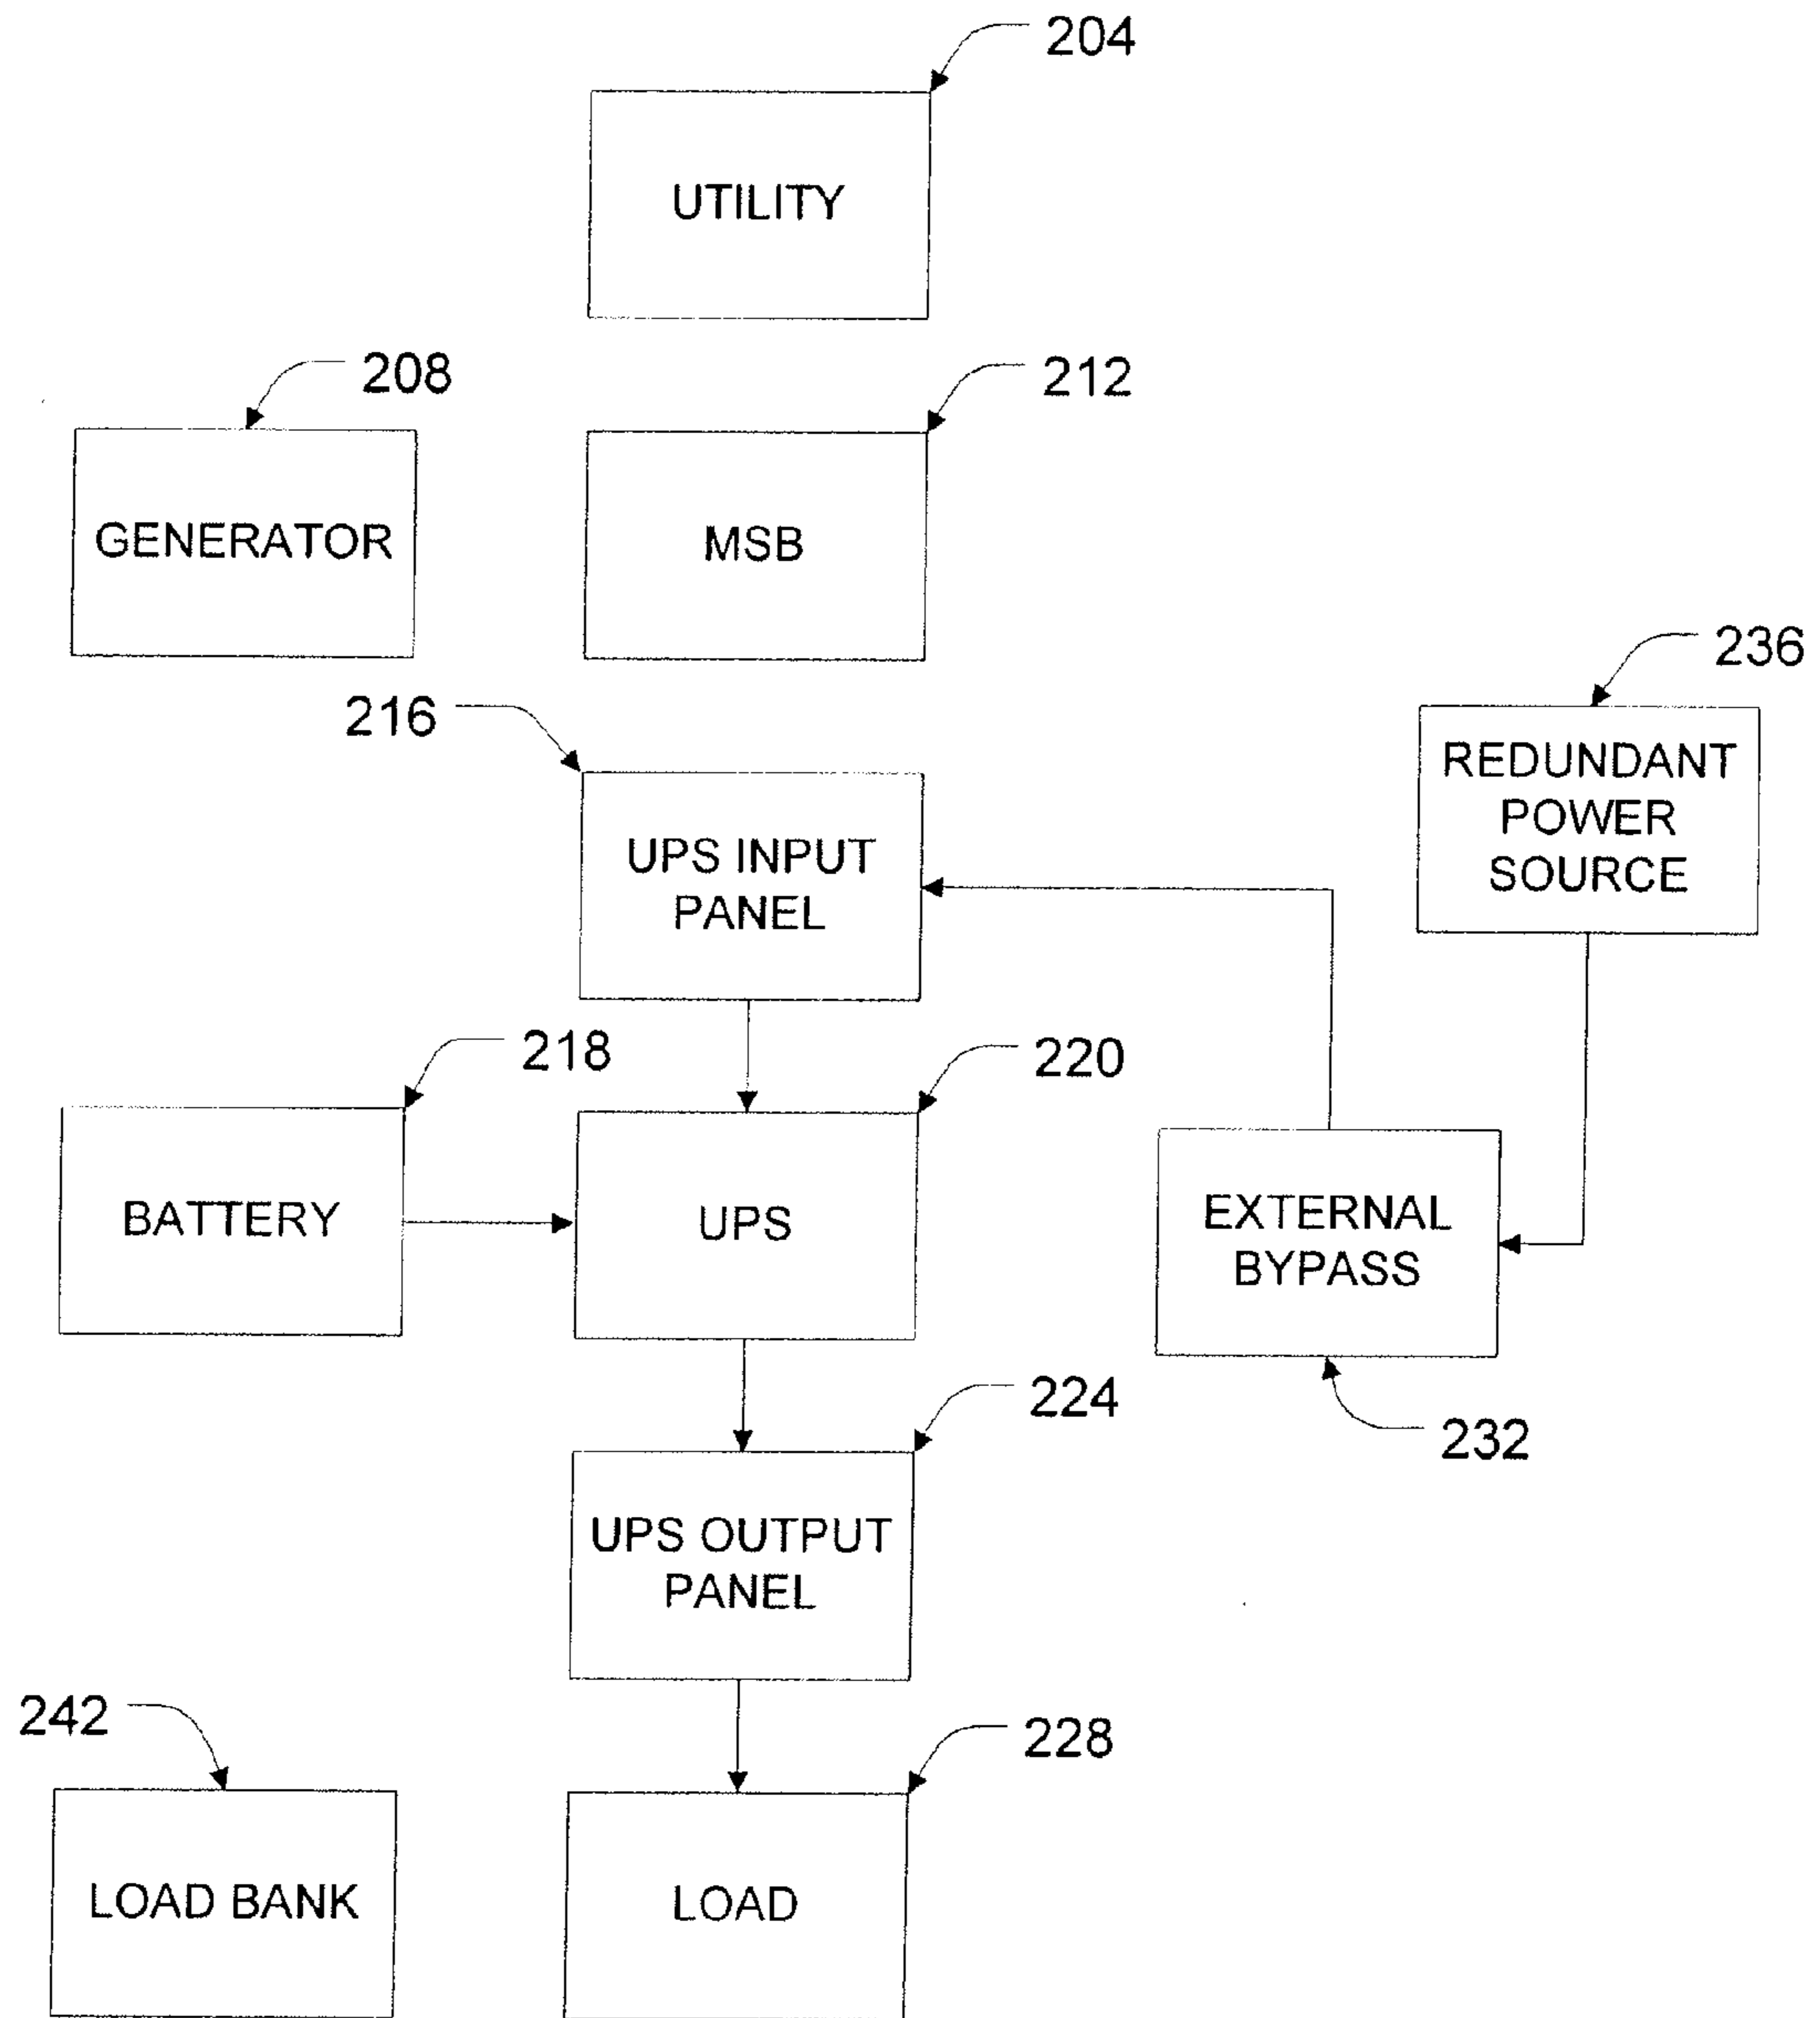 204
UTILITY
208
212
GENERATOR
MSB
236
216
REDUNDANT
POWER
SOURCE
UPS INPUT
PANEL
218
220
BATTERY
UPS
EXTERNAL
BYPASS
224
232
UPS OUTPUT
PANEL
242
228
LOAD BANK
LOAD